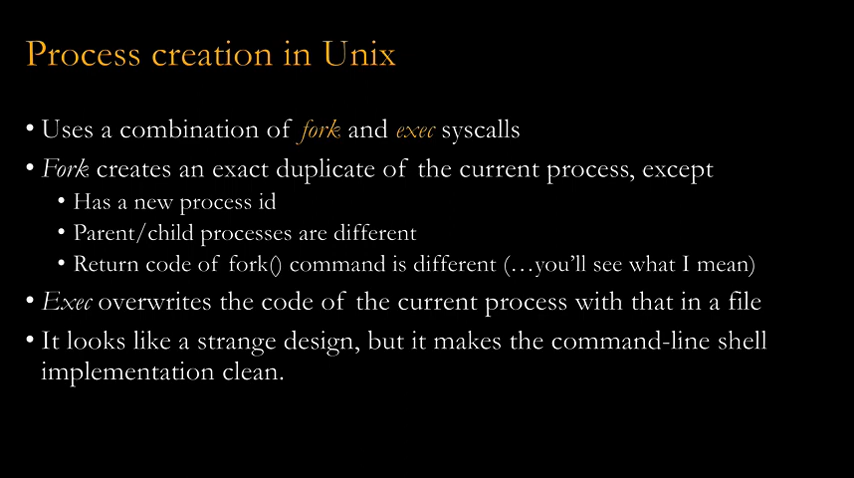 Process creation in Unix
• Uses a combination of fork and exec syscalls
• Fork creates an exact duplicate of the current process, except
• Has a new process id
• Parent/child processes are different
• Return code of fork() command is different (…you’ll see what I mean)
• Exec overwrites the code of the current process with that in a file
• It looks like a strange design, but it makes the command-line shell
implementation clean.